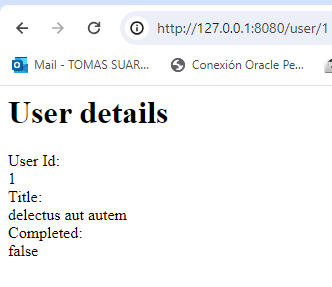 http://127.0.0.1:8080/user/1
Mail - TOMAS SUAR... Conexión Oracle Pe...
User details
User Id:
1
Title:
delectus aut autem
Completed:
false